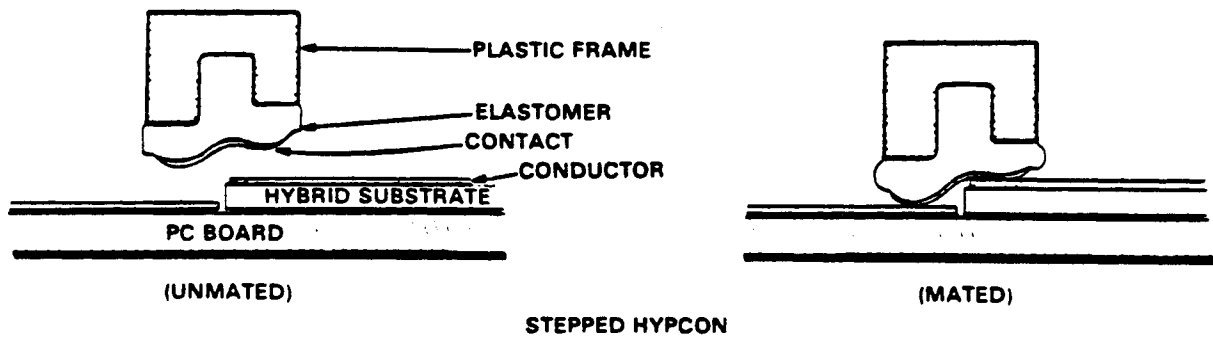 PLASTIC FRAME
ELASTOMER
CONTACT
CONDUCTOR
HYBRID SUBSTRATE
PC BOARD
(UNMATED)
(MATED)
STEPPED HYPCON